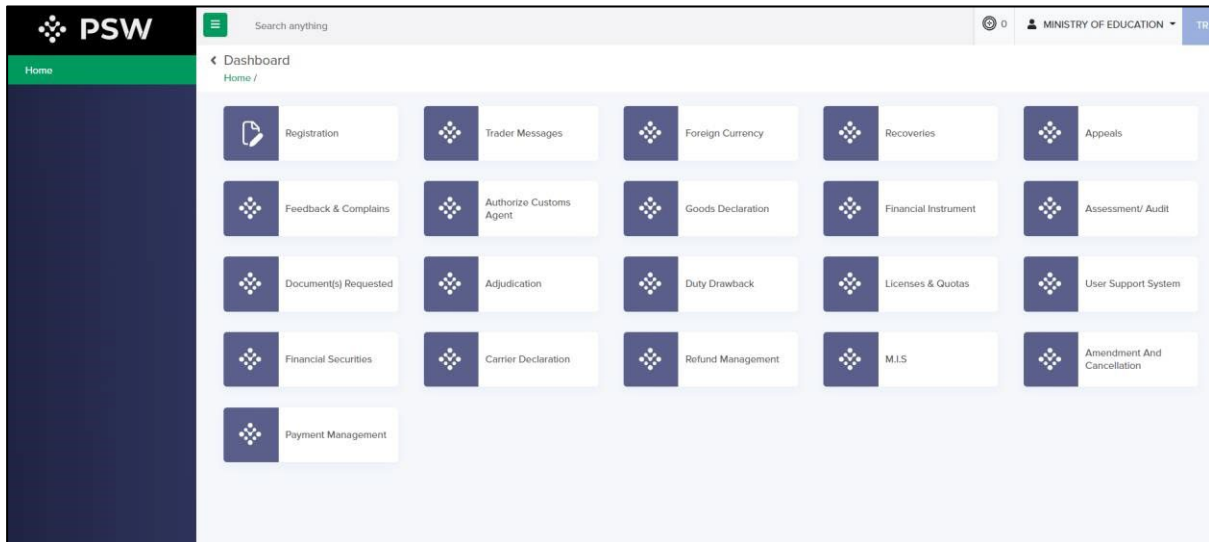 PSW
Search anything
0
MINISTRY OF EDUCATION
TR
Home
Dashboard
Home /
Registration
Trader Messages
Foreign Currency
Recoveries
Appeals
Feedback & Complains
Authorize Customs
Agent
Goods Declaration
Financial Instrument
Assessment/ Audit
Document(s) Requested
Adjudication
Duty Drawback
Licenses & Quotas
User Support System
Financial Securities
Carrier Declaration
Refund Management
M.I.S
Amendment And
Cancellation
Payment Management